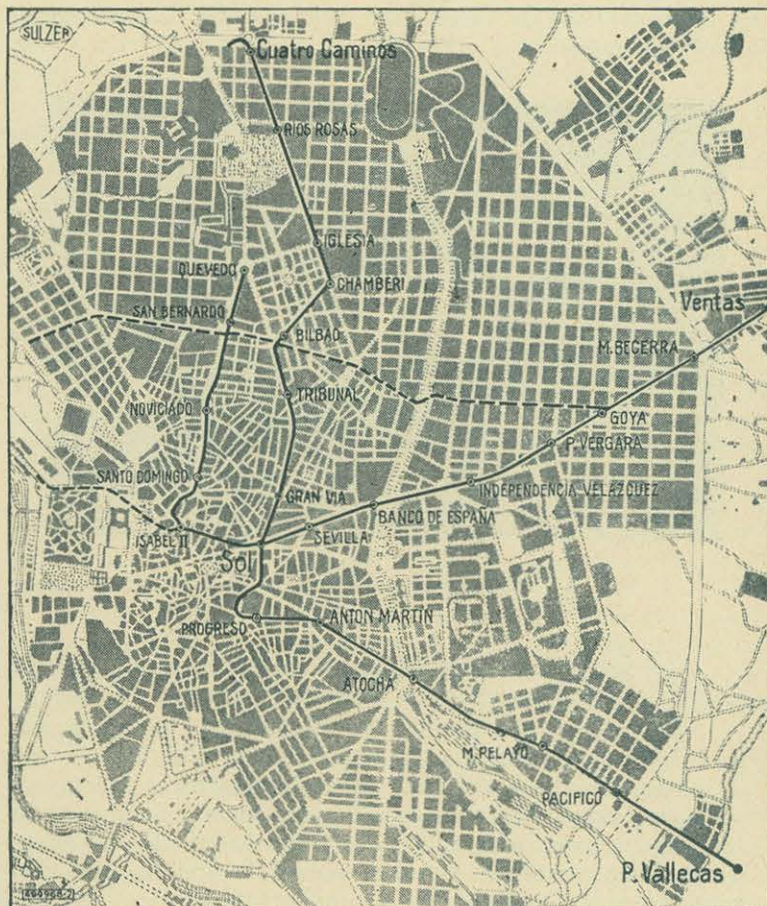 SULZER
Cuatro Caminos
RIOS ROSAS
IGLESIA
QUEVEDO
CHAMBERI
Ventas
SAN BERNARDO
BILBAO
M. BECERRA
TRIBUNAL
NOVICIADO
GOYA
P. VERGARA
SANTO DOMINGO
INDEPENDENCIA VELAZQUEZ
GRAN VIA
BANCO DE ESPAÑA
ISABEL II
SEVILLA
Sol
PROGRESO
ANTON MARTIN
ATOCHA
M. PELAYO
PACIFICO
P. Vallecas